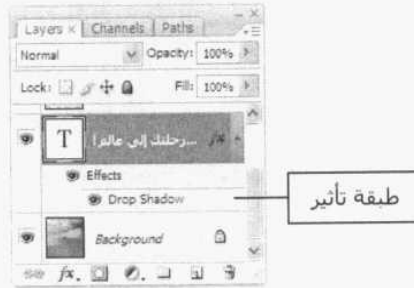 Layers × Channels Paths
Normal Opacity: 100%
Lock: Fill: 100%
T رحلتك إلى عالم ا... fx
Effects
Drop Shadow
طبقة تأثير
Background
fx.